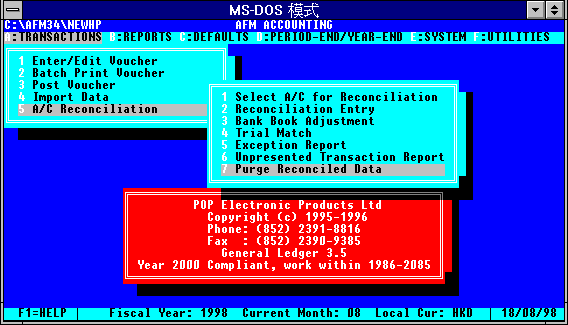 MS-DOS 模式
C:\AFM34\NEWHP AFM ACCOUNTING
A:TRANSACTIONS B:REPORTS C:DEFAULTS D:PERIOD-END/YEAR-END E:SYSTEM F:UTILITIES
1 Enter/Edit Voucher
2 Batch Print Voucher
3 Post Voucher
4 Import Data
5 A/C Reconciliation
1 Select A/C for Reconciliation
2 Reconciliation Entry
3 Bank Book Adjustment
4 Trial Match
5 Exception Report
6 Unpresented Transaction Report
7 Purge Reconciled Data
POP Electronic Products Ltd
Copyright (c) 1995-1996
Phone: (852) 2391-8816
Fax : (852) 2390-9385
General Ledger 3.5
Year 2000 Compliant, work within 1986-2085
F1=HELP Fiscal Year: 1998 Current Month: 08 Local Cur: HKD 18/08/98